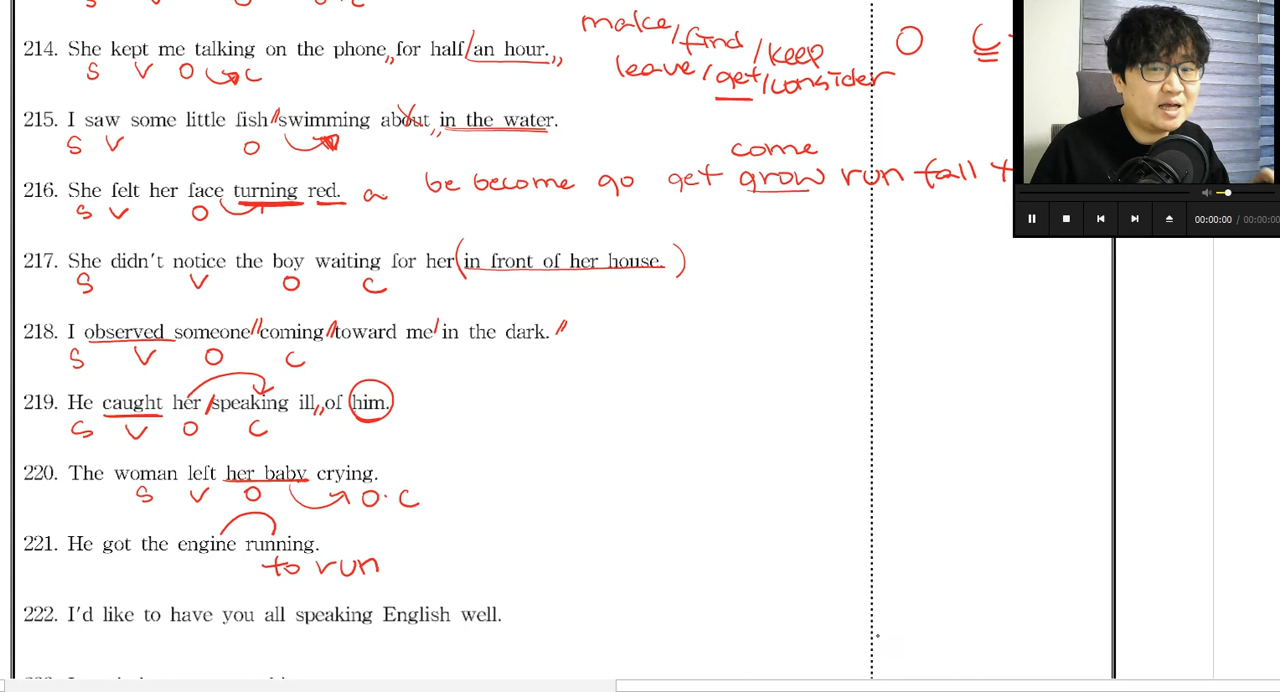 214. She kept me talking on the phone,, for half/an hour.,,
S V O C
make/find/keep
leave/get/consider
O C
215. I saw some little fish swimming about,, in the water.
S V O
come
216. She felt her face turning red.
be become go get grow run fall t
S V O
217. She didn't notice the boy waiting for her (in front of her house.)
S V O C
218. I observed someone coming toward me in the dark.
S V O C
219. He caught her speaking ill,, of him.
S V O C
220. The woman left her baby crying.
S V O O·C
221. He got the engine running.
to run
222. I'd like to have you all speaking English well.
00:00:00 / 00:00:00